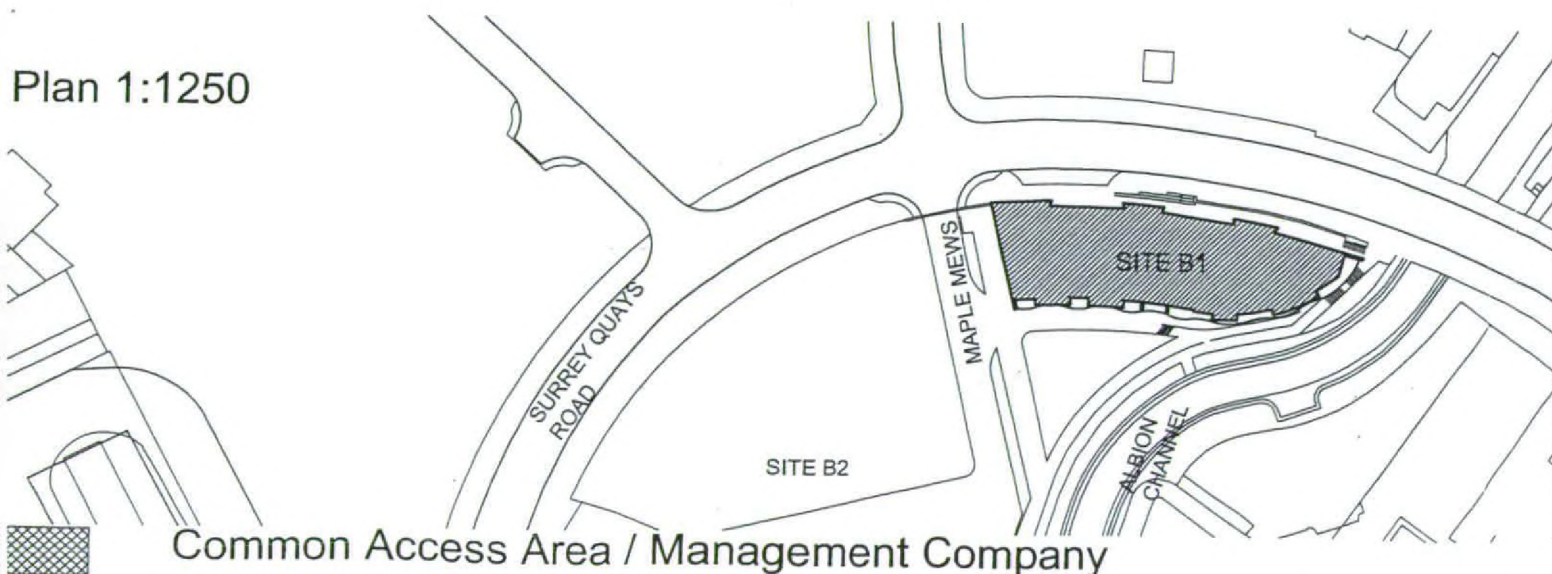 Plan 1:1250
SITE B1
MAPLE MEWS
SURREY QUAYS
ROAD
SITE B2
ALBION
CHANNEL
Common Access Area / Management Company